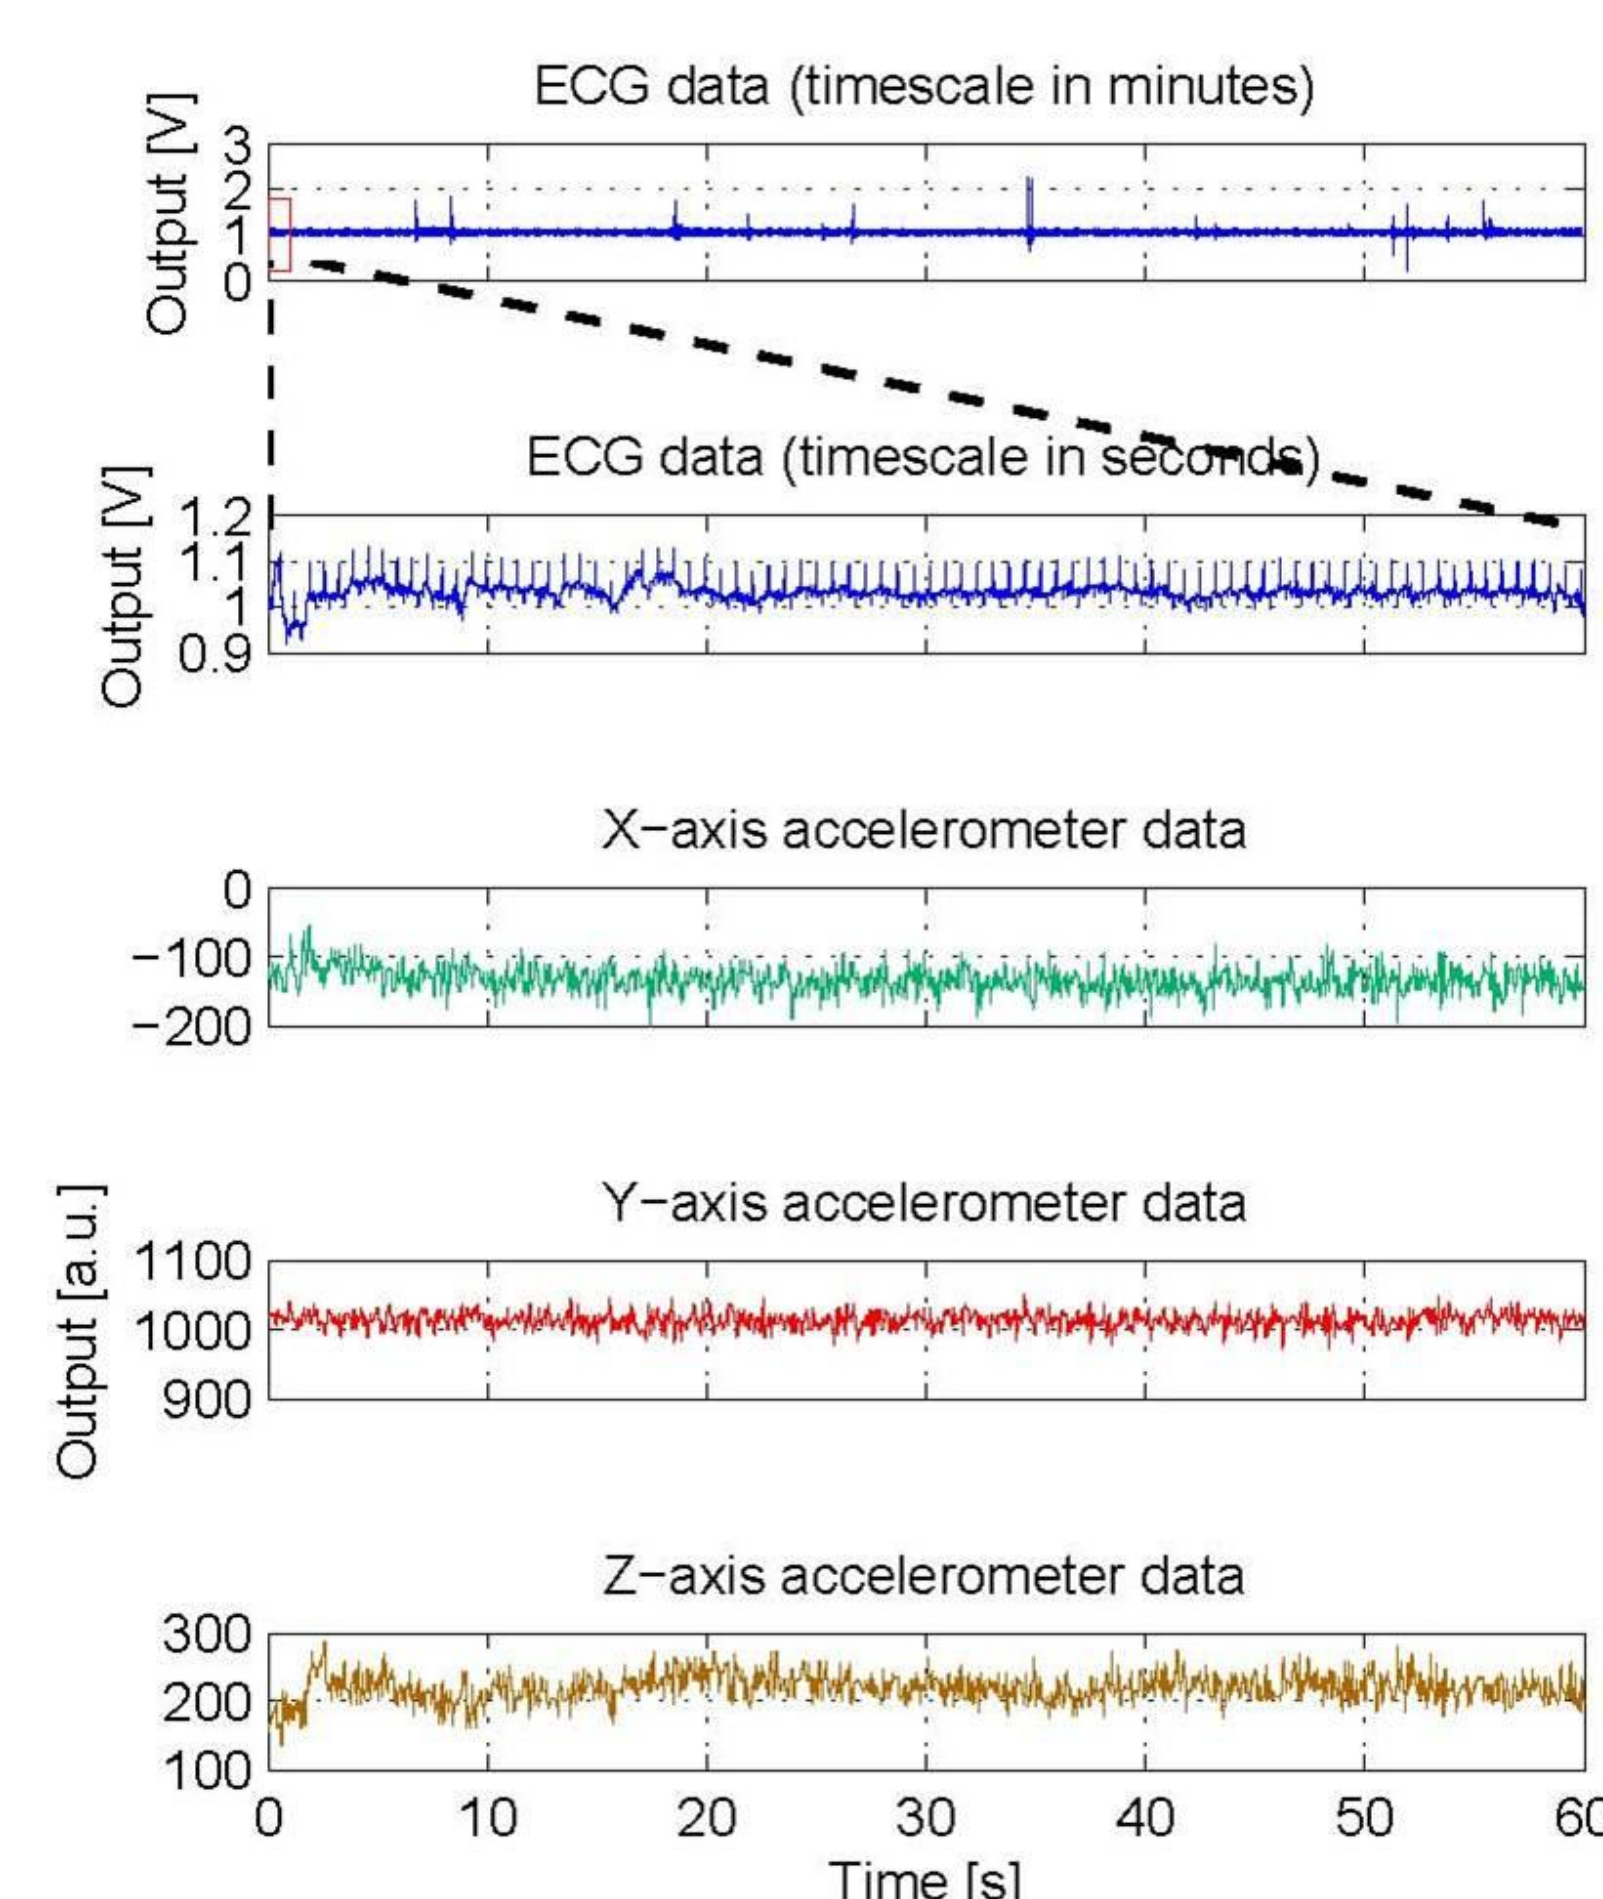 ECG data (timescale in minutes)
Output [V]
3
2
1
0
ECG data (timescale in seconds)
Output [V]
1.2
1.1
1
0.9
X−axis accelerometer data
0
−100
−200
Y−axis accelerometer data
Output [a.u.]
1100
1000
900
Z−axis accelerometer data
300
200
100
0 10 20 30 40 50 60
Time [s]